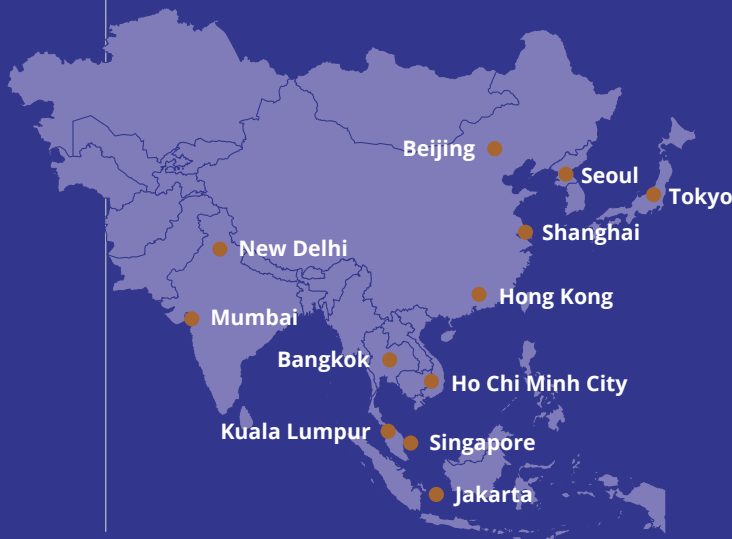 Beijing
Seoul
Tokyo
Shanghai
New Delhi
Hong Kong
Mumbai
Bangkok
Ho Chi Minh City
Kuala Lumpur
Singapore
Jakarta